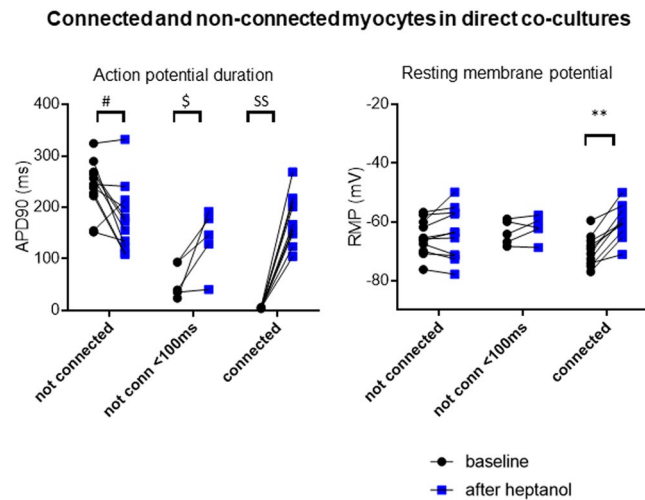 Connected and non-connected myocytes in direct co-cultures
Action potential duration
APD90 (ms)
400
300
200
100
0
#
$
SS
not connected
not conn <100ms
connected
Resting membrane potential
RMP (mV)
-20
-40
-60
-80
**
not connected
not conn <100ms
connected
baseline
after heptanol